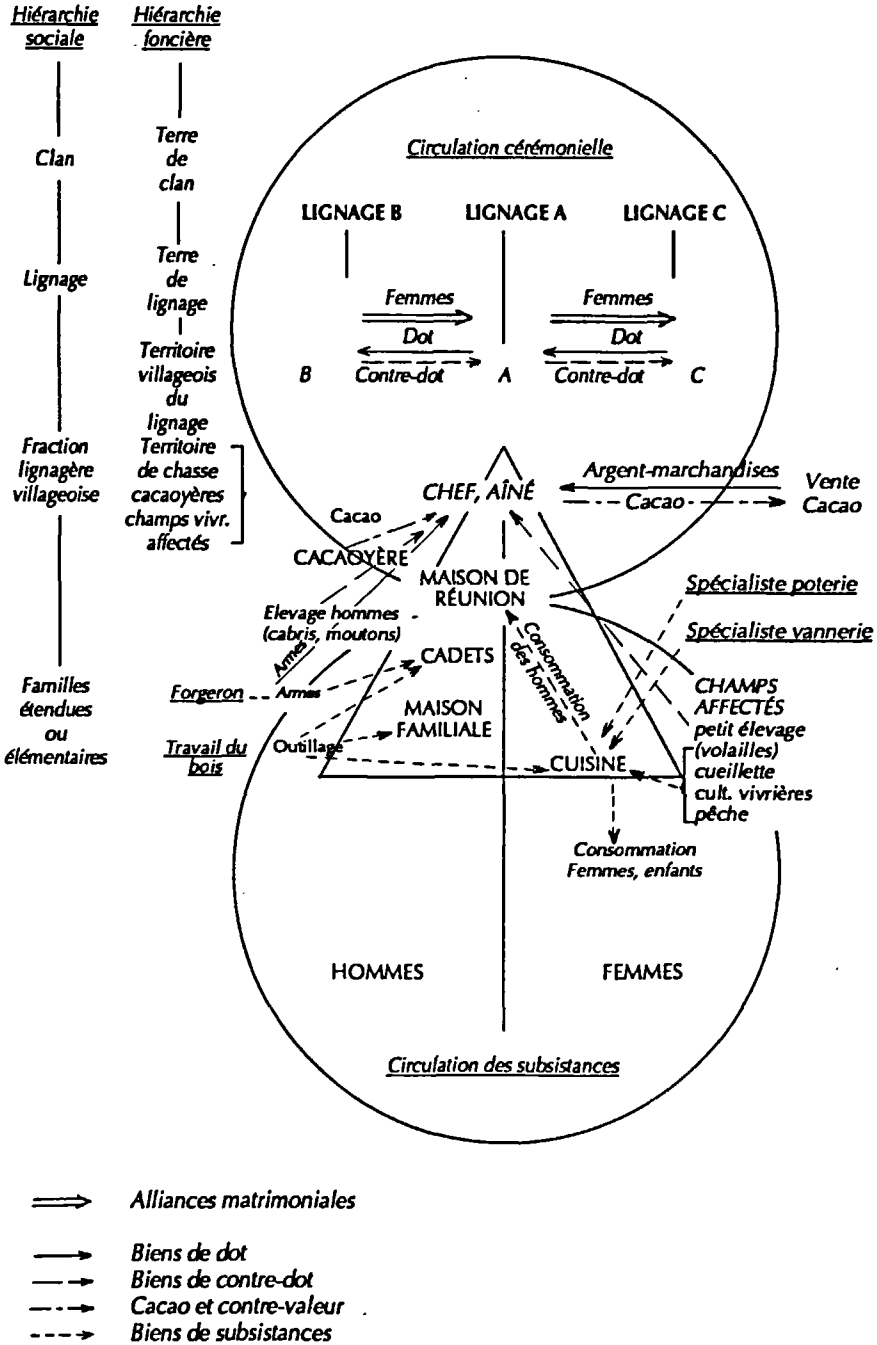 Hiérarchie
sociale
Clan
Lignage
Fraction
lignagère
villageoise
Familles
étendues
ou
élémentaires
Hiérarchie
foncière
Terre
de
clan
Terre
de
lignage
Territoire
villageois
du
lignage
Territoire
de chasse
cacaoyères
champs vivr.
affectés
Circulation cérémonielle
LIGNAGE B LIGNAGE A LIGNAGE C
Femmes Femmes
Dot Dot
B Contre-dot A Contre-dot C
CHEF, AÎNÉ
Argent-marchandises
Cacao
Vente
Cacao
Cacao
CACAOYÈRE
MAISON DE
RÉUNION
Elevage hommes
(cabris, moutons)
Armes
CADETS
Consommation
des hommes
Spécialiste poterie
Spécialiste vannerie
Forgeron
Armes
MAISON
FAMILIALE
Travail du
bois
Outillage
CUISINE
CHAMPS
AFFECTÉS
petit élevage
(volailles)
cueillette
cult. vivrières
pêche
Consommation
Femmes, enfants
HOMMES FEMMES
Circulation des subsistances
Alliances matrimoniales
Biens de dot
Biens de contre-dot
Cacao et contre-valeur
Biens de subsistances